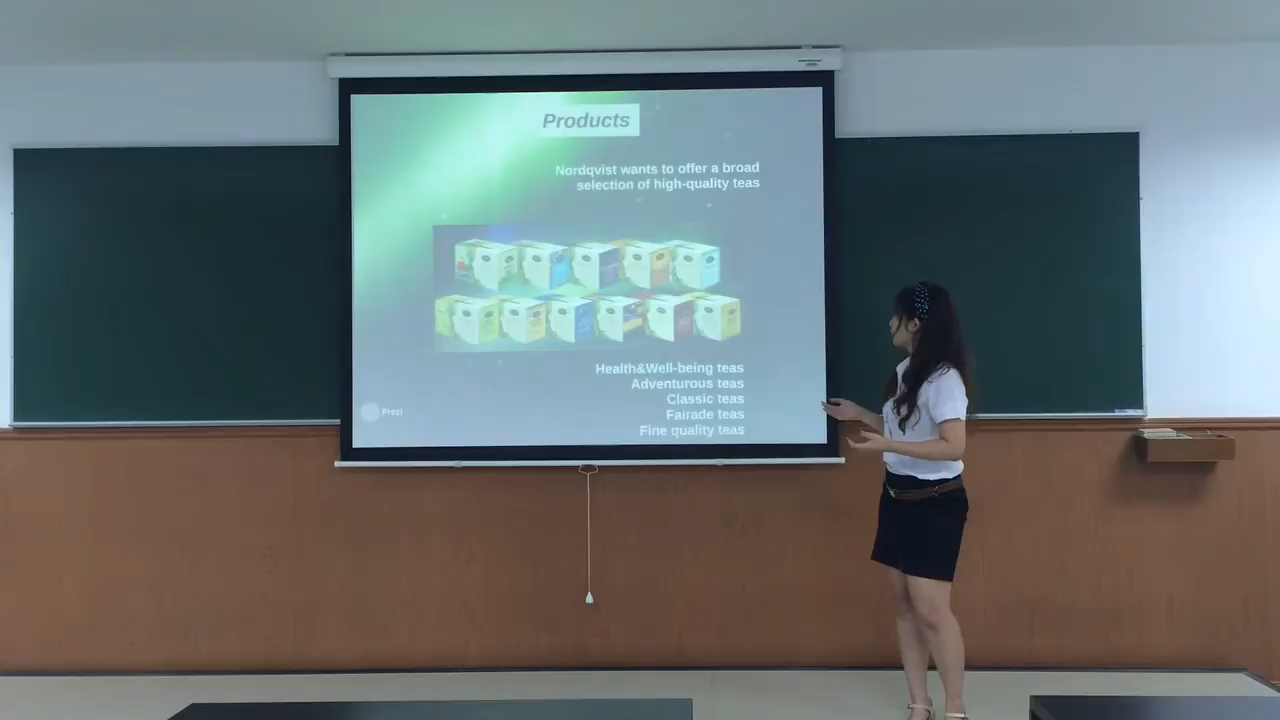 Products
Nordqvist wants to offer a broad
selection of high-quality teas
Health&Well-being teas
Adventurous teas
Classic teas
Fairade teas
Fine quality teas
Prezi